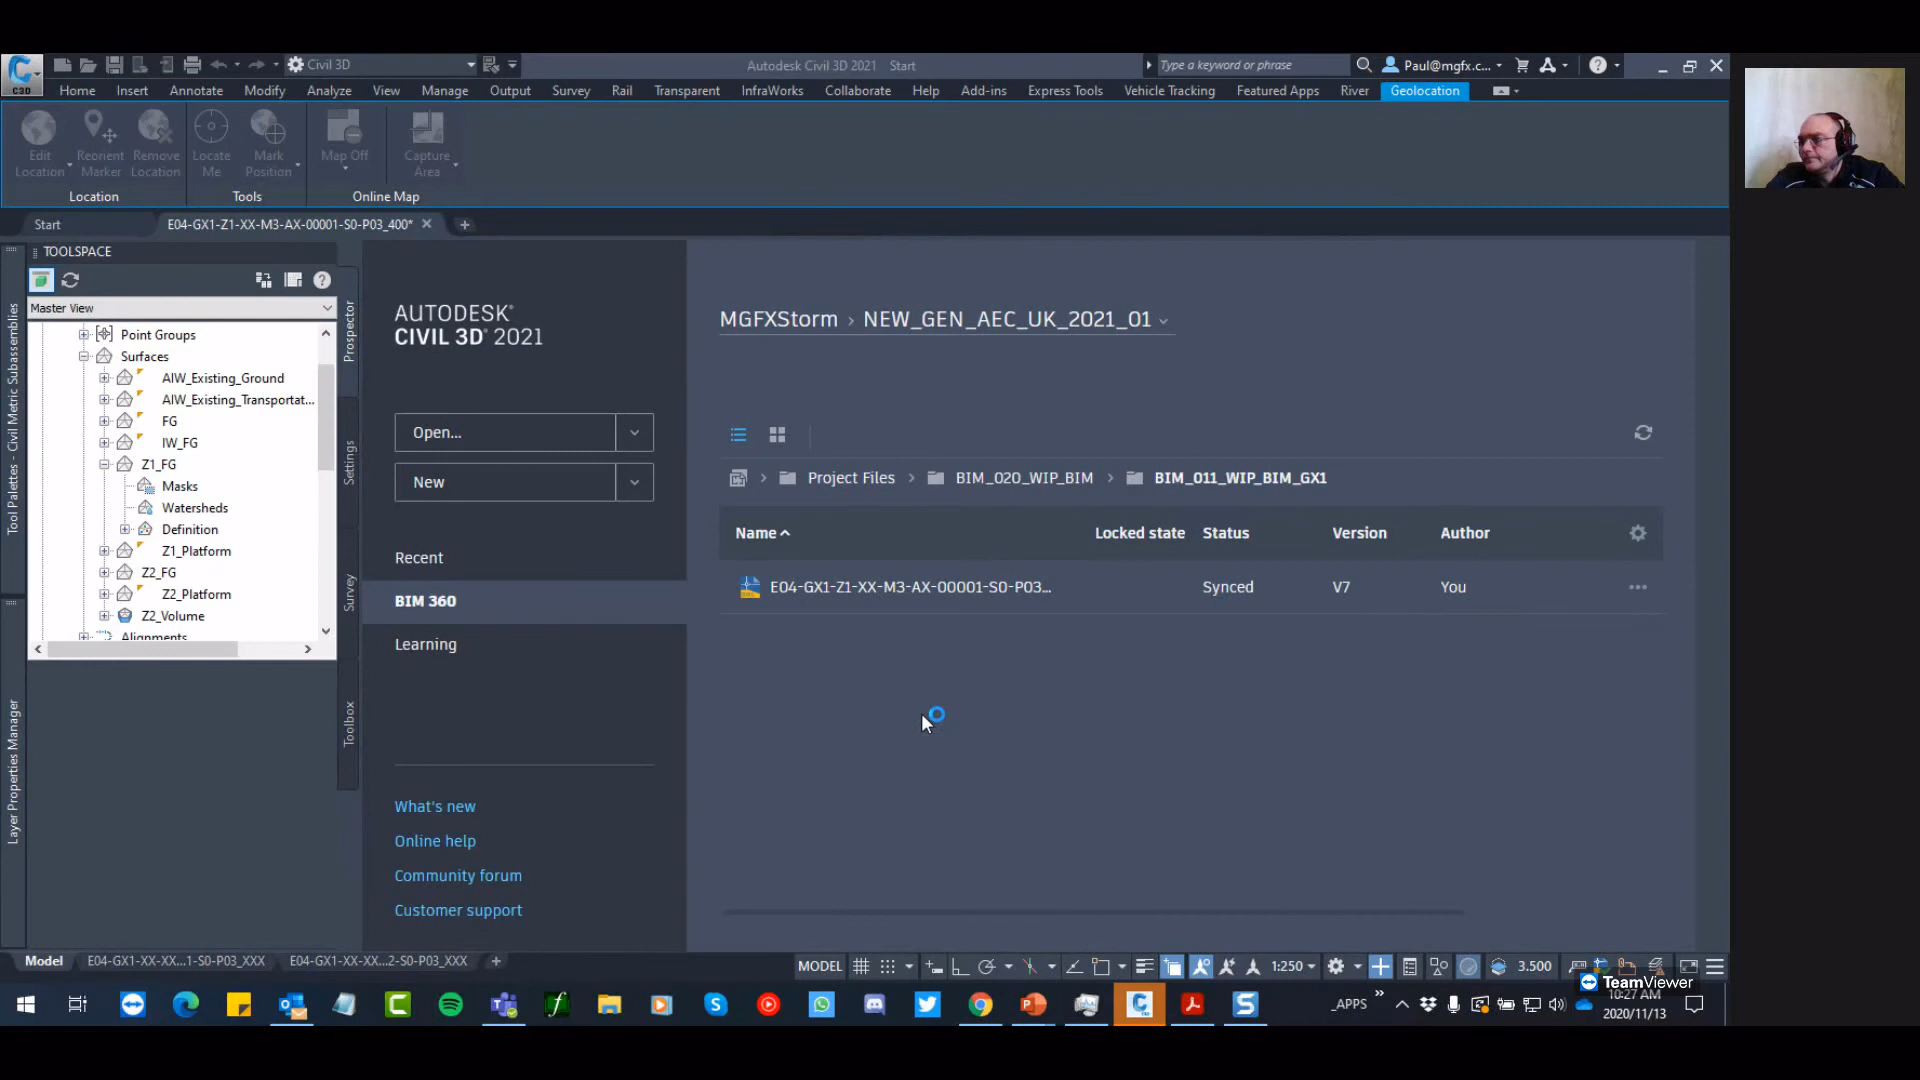 Civil 3D
Autodesk Civil 3D 2021 Start
Type a keyword or phrase
Paul@mgfx.c...
C3D
Home Insert Annotate Modify Analyze View Manage Output Survey Rail Transparent InfraWorks Collaborate Help Add-ins Express Tools Vehicle Tracking Featured Apps River Geolocation
Edit Location
Reorient Marker
Remove Location
Locate Me
Mark Position
Map Off
Capture Area
Location Tools Online Map
Start E04-GX1-Z1-XX-M3-AX-00001-S0-P03_400*
TOOLSPACE
Master View
Point Groups
Surfaces
AIW_Existing_Ground
AIW_Existing_Transportat...
FG
IW_FG
Z1_FG
Masks
Watersheds
Definition
Z1_Platform
Z2_FG
Z2_Platform
Z2_Volume
Alignments
Prospector
Settings
Survey
Toolbox
Tool Palettes - Civil Metric Subassemblies
Layer Properties Manager
AUTODESK®
CIVIL 3D® 2021
Open...
New
Recent
BIM 360
Learning
What's new
Online help
Community forum
Customer support
MGFXStorm › NEW_GEN_AEC_UK_2021_01
Project Files › BIM_020_WIP_BIM › BIM_011_WIP_BIM_GX1
Name Locked state Status Version Author
E04-GX1-Z1-XX-M3-AX-00001-S0-P03... Synced V7 You
Model E04-GX1-XX-XX...1-S0-P03_XXX E04-GX1-XX-XX...2-S0-P03_XXX
MODEL 1:250 3.500
TeamViewer
_APPS
10:27 AM
2020/11/13